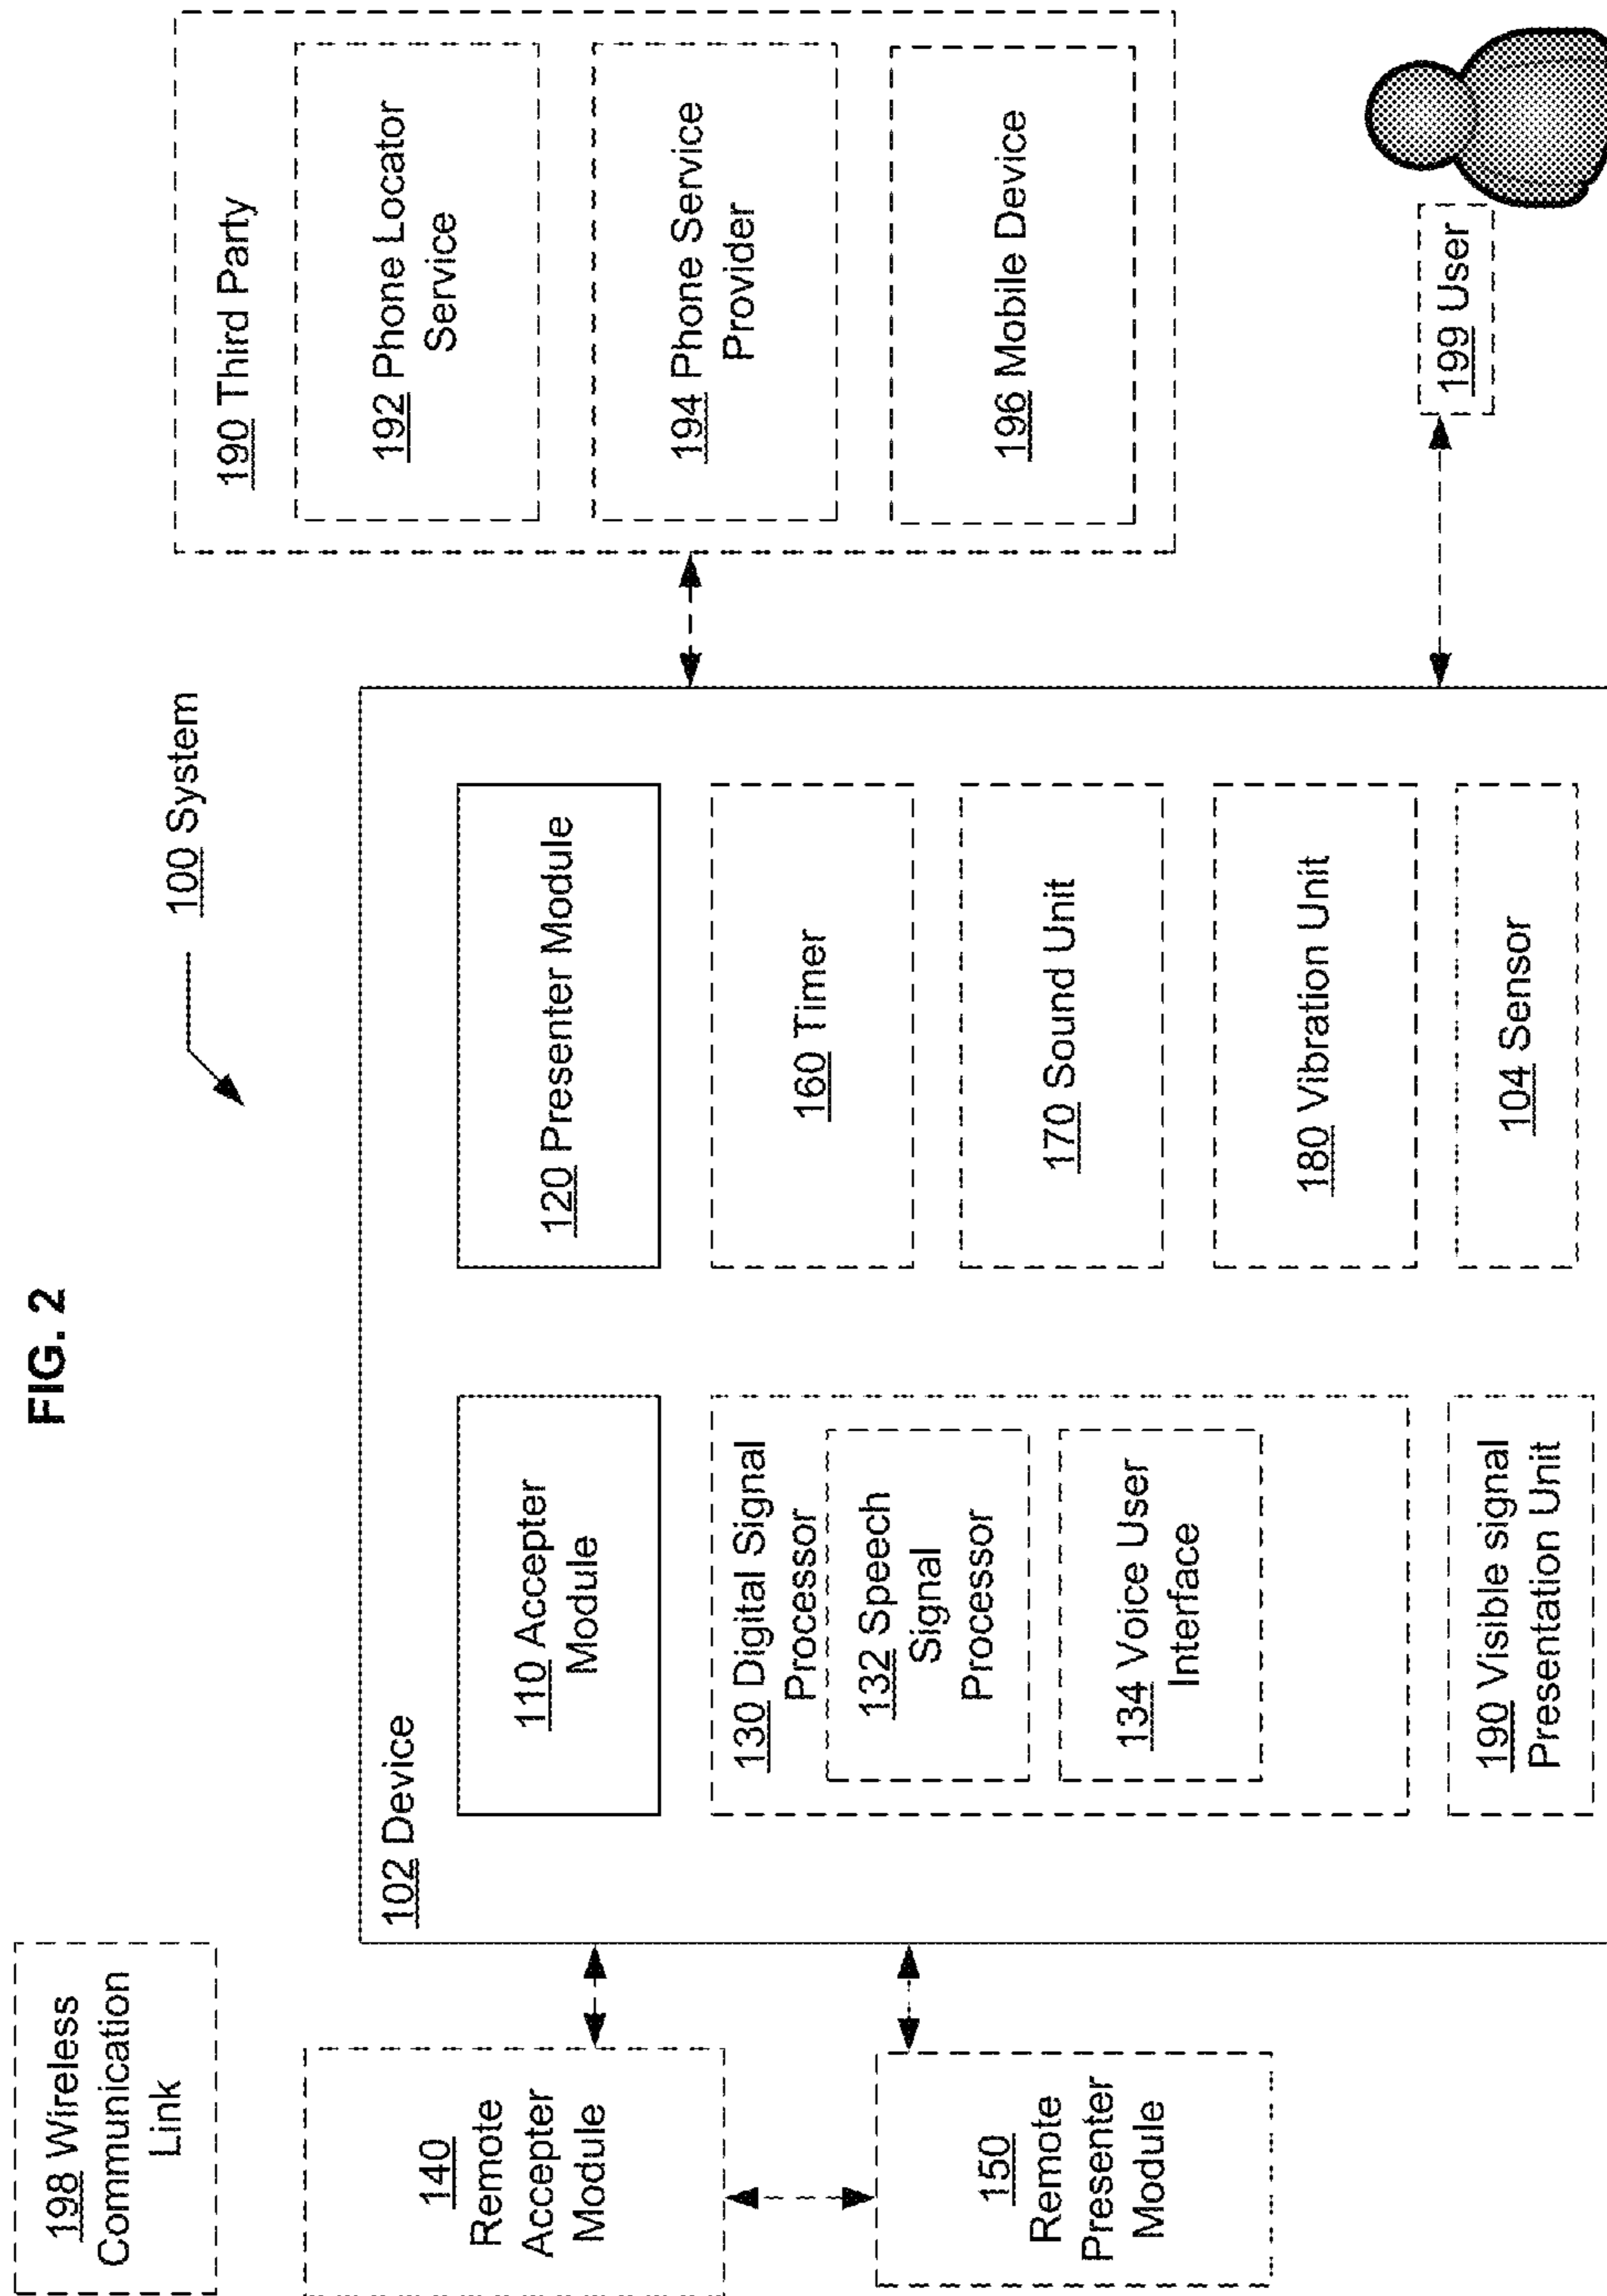 FIG. 2
100 System
198 Wireless
Communication
Link
140
Remote
Accepter
Module
150
Remote
Presenter
Module
102 Device
110 Accepter
Module
130 Digital Signal
Processor
132 Speech
Signal
Processor
134 Voice User
Interface
190 Visible signal
Presentation Unit
120 Presenter Module
160 Timer
170 Sound Unit
180 Vibration Unit
104 Sensor
190 Third Party
192 Phone Locator
Service
194 Phone Service
Provider
196 Mobile Device
199 User